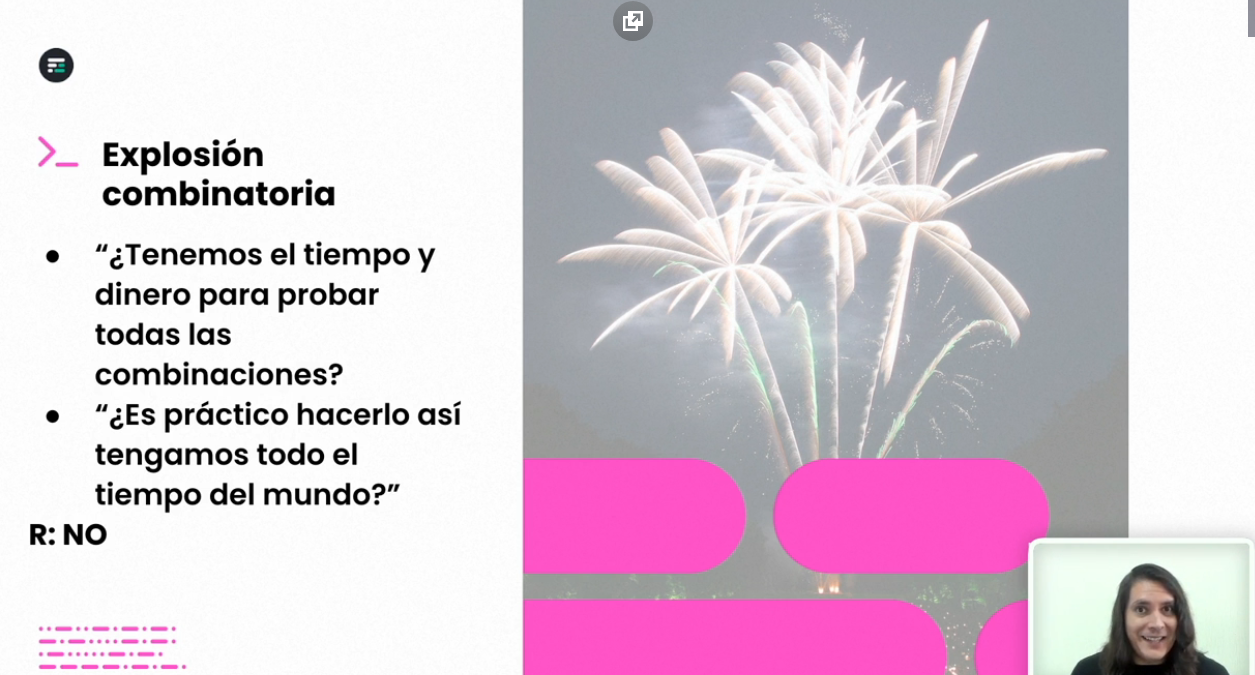 Explosión
combinatoria
● “¿Tenemos el tiempo y
dinero para probar
todas las
combinaciones?
● “¿Es práctico hacerlo así
tengamos todo el
tiempo del mundo?”
R: NO